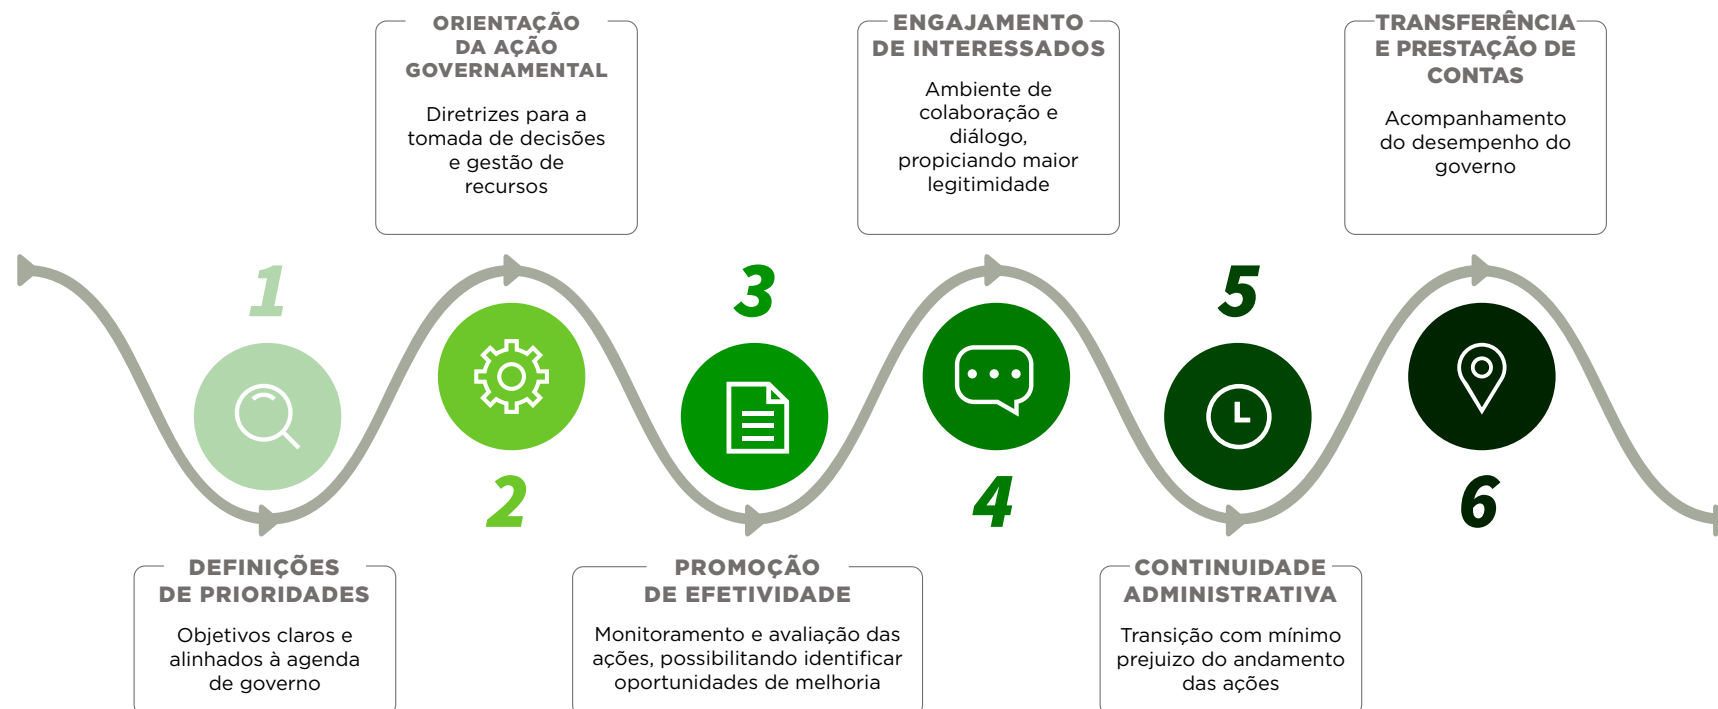 1
DEFINIÇÕES
DE PRIORIDADES
Objetivos claros e
alinhados à agenda
de governo
ORIENTAÇÃO
DA AÇÃO
GOVERNAMENTAL
Diretrizes para a
tomada de decisões
e gestão de
recursos
2
3
PROMOÇÃO
DE EFETIVIDADE
Monitoramento e avaliação das
ações, possibilitando identificar
oportunidades de melhoria
ENGAJAMENTO
DE INTERESSADOS
Ambiente de
colaboração e
diálogo,
propiciando maior
legitimidade
4
5
CONTINUIDADE
ADMINISTRATIVA
Transição com mínimo
prejuizo do andamento
das ações
TRANSFERÊNCIA
E PRESTAÇÃO DE
CONTAS
Acompanhamento
do desempenho do
governo
6